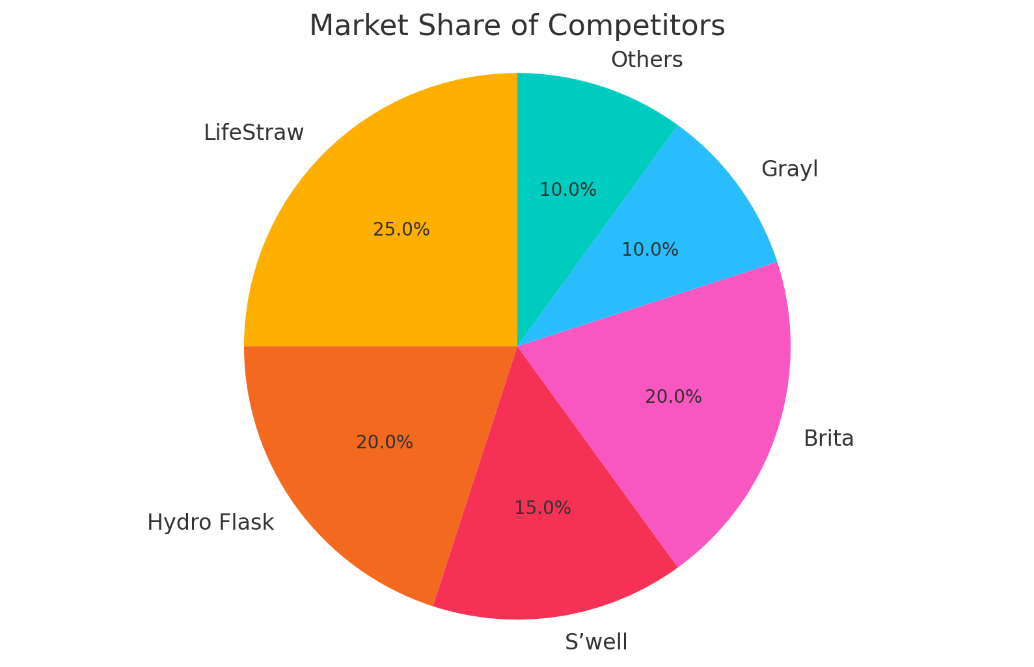 Market Share of Competitors
Others
LifeStraw
Grayl
10.0%
25.0%
10.0%
20.0%
Brita
20.0%
15.0%
Hydro Flask
S’well